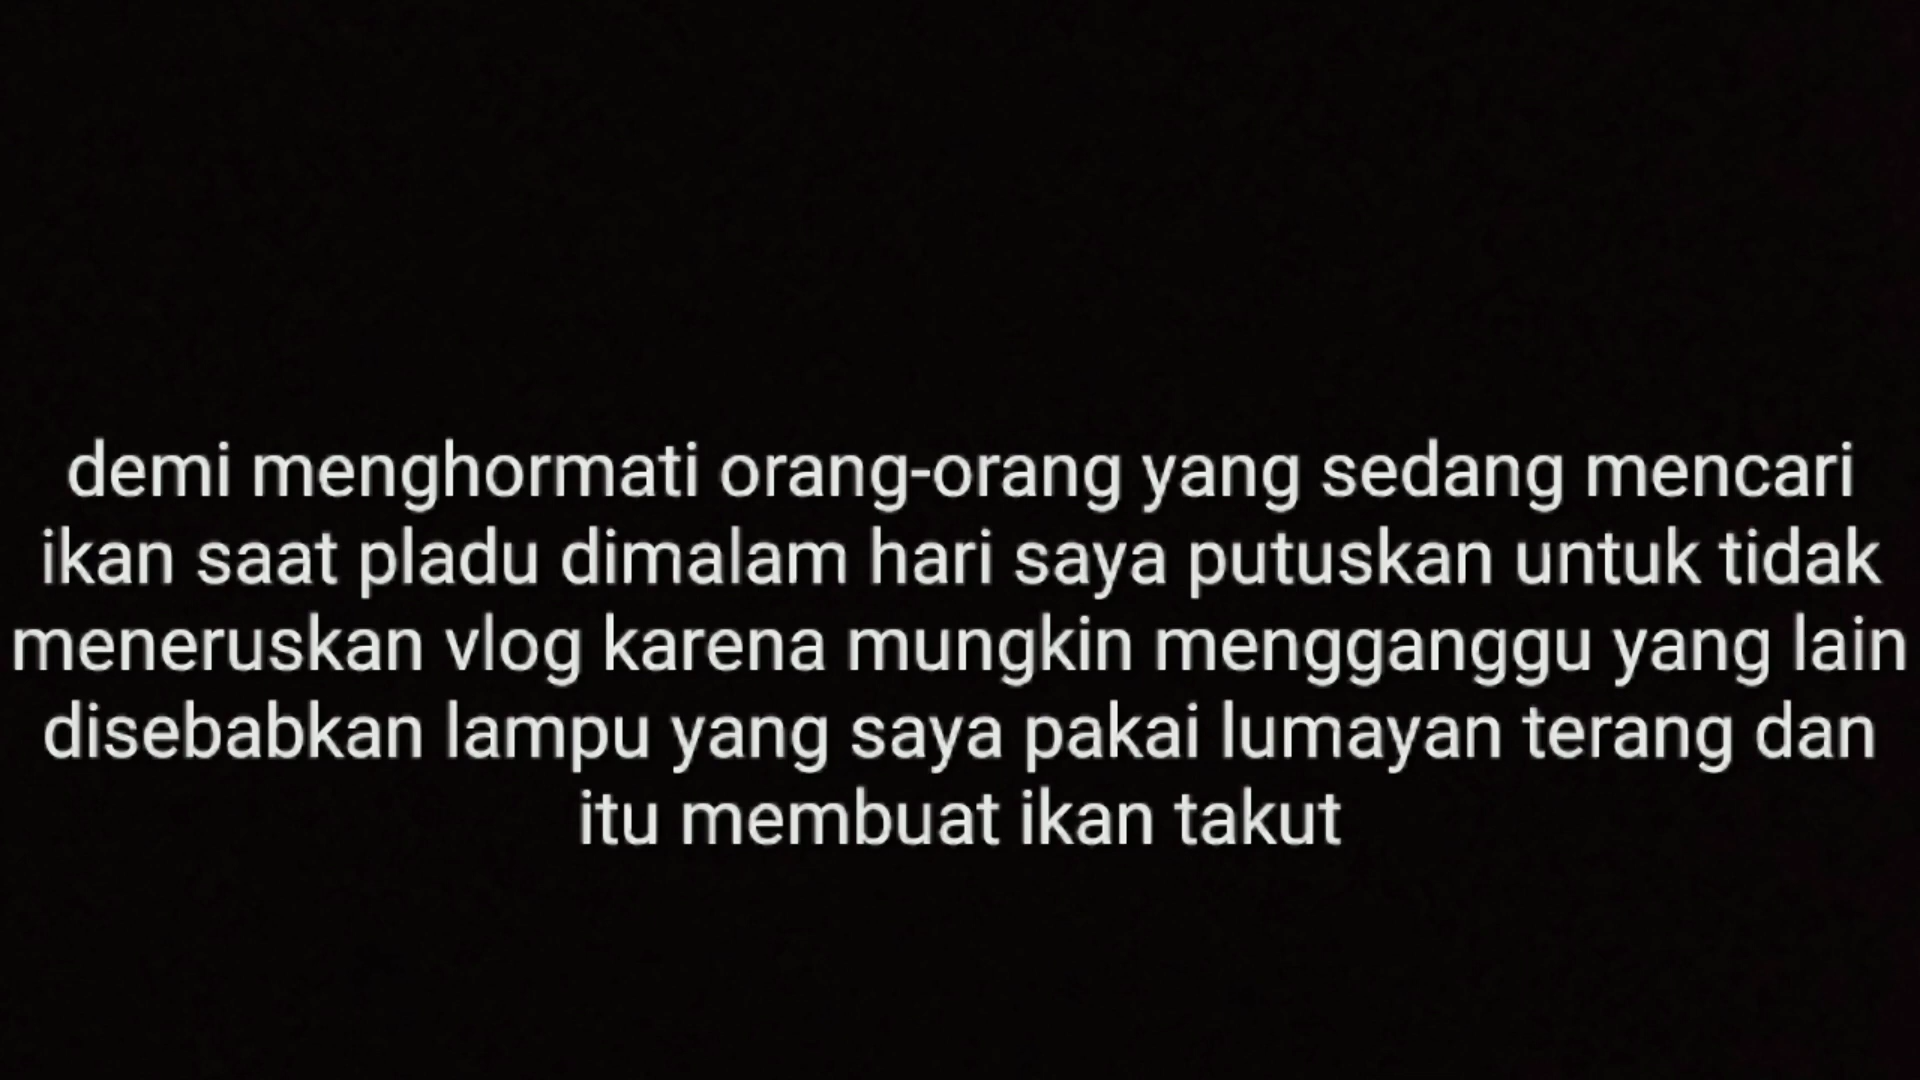 demi menghormati orang-orang yang sedang mencari
ikan saat pladu dimalam hari saya putuskan untuk tidak
meneruskan vlog karena mungkin mengganggu yang lain
disebabkan lampu yang saya pakai lumayan terang dan
itu membuat ikan takut